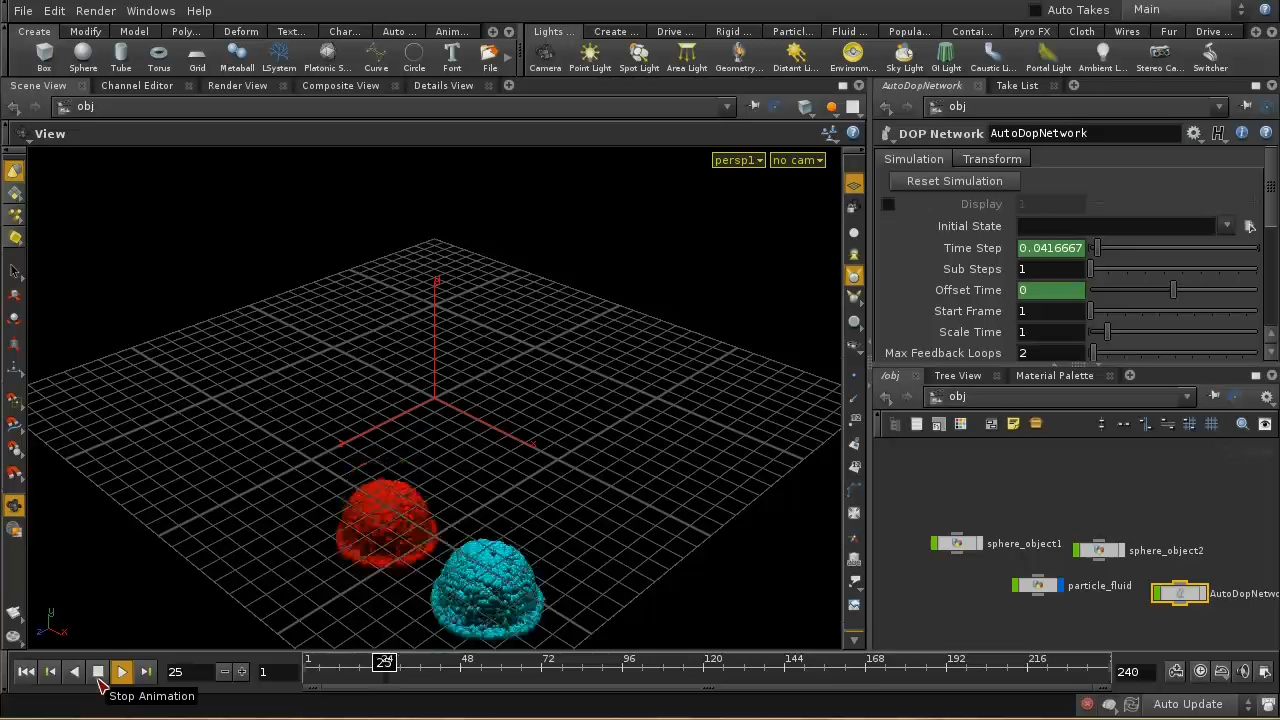 File Edit Render Windows Help Auto Takes Main
Create Modify Model Poly... Deform Text... Char... Auto ... Anim... Lights ... Create ... Drive ... Rigid ... Particl... Fluid ... Popula... Contai... Pyro FX Cloth Wires Fur Drive ...
Box Sphere Tube Torus Grid Metaball LSystem Platonic S... Curve Circle Font File Camera Point Light Spot Light Area Light Geometry... Distant Li... Environm... Sky Light GI Light Caustic Li... Portal Light Ambient L... Stereo Ca... Switcher
Scene View Channel Editor Render View Composite View Details View AutoDopNetwork Take List
obj obj
View DOP Network AutoDopNetwork
persp1 no cam
Simulation Transform
Reset Simulation
Display 1
Initial State
Time Step 0.0416667
Sub Steps 1
Offset Time 0
Start Frame 1
Scale Time 1
Max Feedback Loops 2
/obj Tree View Material Palette
obj
y
x
sphere_object1
sphere_object2
particle_fluid
AutoDopNetwo
y
z x
25 1 1 25 48 72 96 120 144 168 192 216 240
Stop Animation
Auto Update